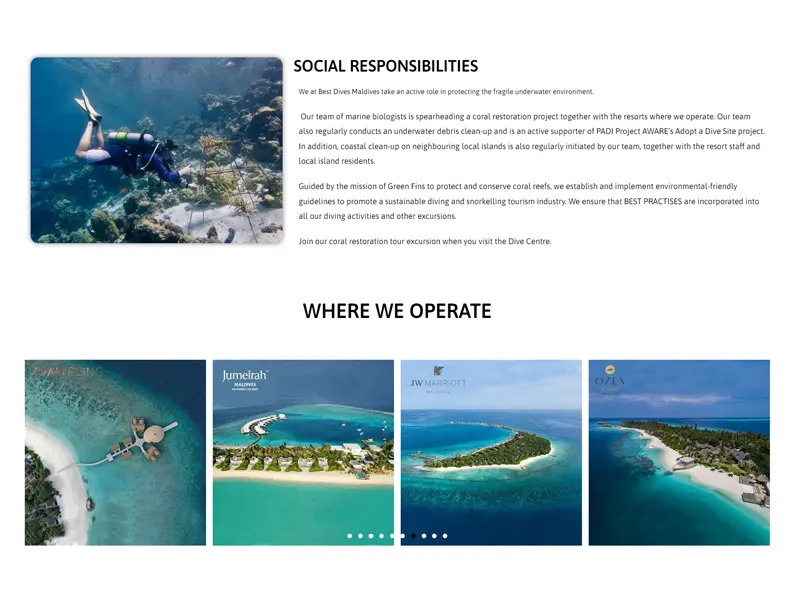 SOCIAL RESPONSIBILITIES
We at Best Dives Maldives take an active role in protecting the fragile underwater environment.
Our team of marine biologists is spearheading a coral restoration project together with the resorts where we operate. Our team
also regularly conducts an underwater debris clean-up and is an active supporter of PADI Project AWARE's Adopt a Dive Site project.
In addition, coastal clean-up on neighbouring local islands is also regularly initiated by our team, together with the resort staff and
local island residents.
Guided by the mission of Green Fins to protect and conserve coral reefs, we establish and implement environmental-friendly
guidelines to promote a sustainable diving and snorkelling tourism industry. We ensure that BEST PRACTISES are incorporated into
all our diving activities and other excursions.
Join our coral restoration tour excursion when you visit the Dive Centre.
WHERE WE OPERATE
Jumeirah
MALDIVES
JW MARRIOTT
MALDIVES
OZEN